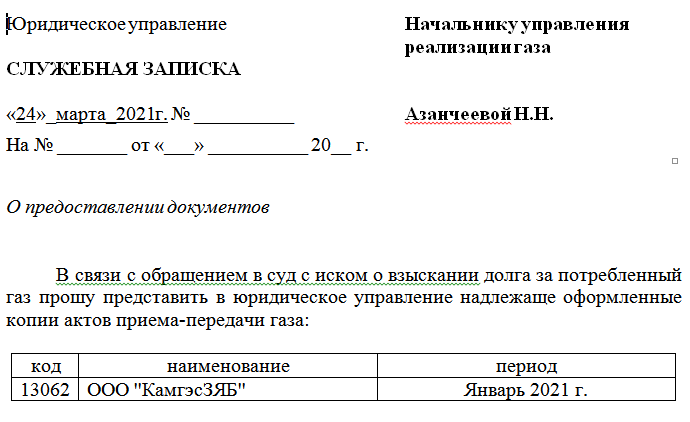 Юридическое управление
Начальнику управления
реализации газа
СЛУЖЕБНАЯ ЗАПИСКА
«24»_марта_2021г. № __________
Азанчеевой Н.Н.
На № _______ от «___» __________ 20__ г.
О предоставлении документов
В связи с обращением в суд с иском о взыскании долга за потребленный
газ прошу представить в юридическое управление надлежаще оформленные
копии актов приема-передачи газа:
код наименование период
13062 ООО "КамгэсЗЯБ" Январь 2021 г.